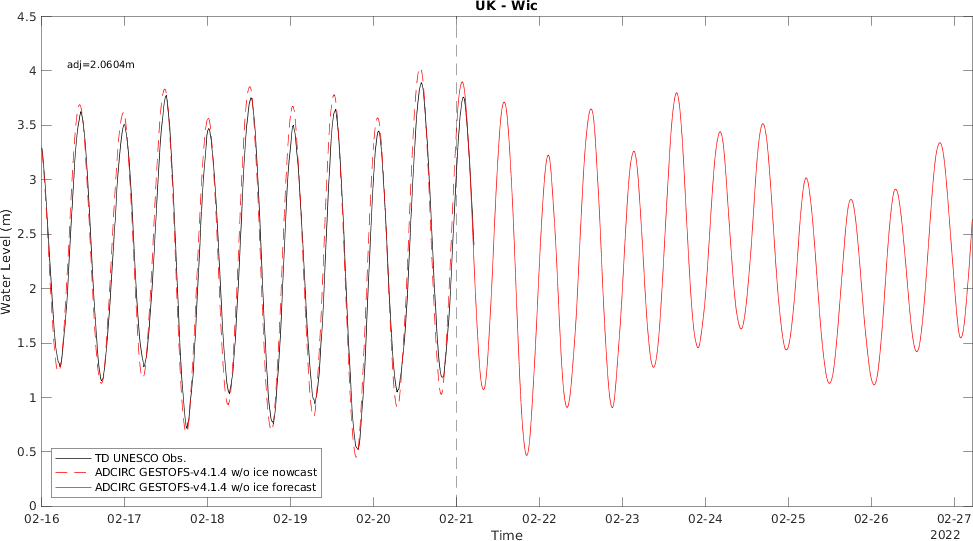 UK - Wic
4.5
4
3.5
3
2.5
2
1.5
1
0.5
0
Water Level (m)
adj=2.0604m
TD UNESCO Obs.
ADCIRC GESTOFS-v4.1.4 w/o ice nowcast
ADCIRC GESTOFS-v4.1.4 w/o ice forecast
02-16 02-17 02-18 02-19 02-20 02-21 02-22 02-23 02-24 02-25 02-26 02-27
Time
2022